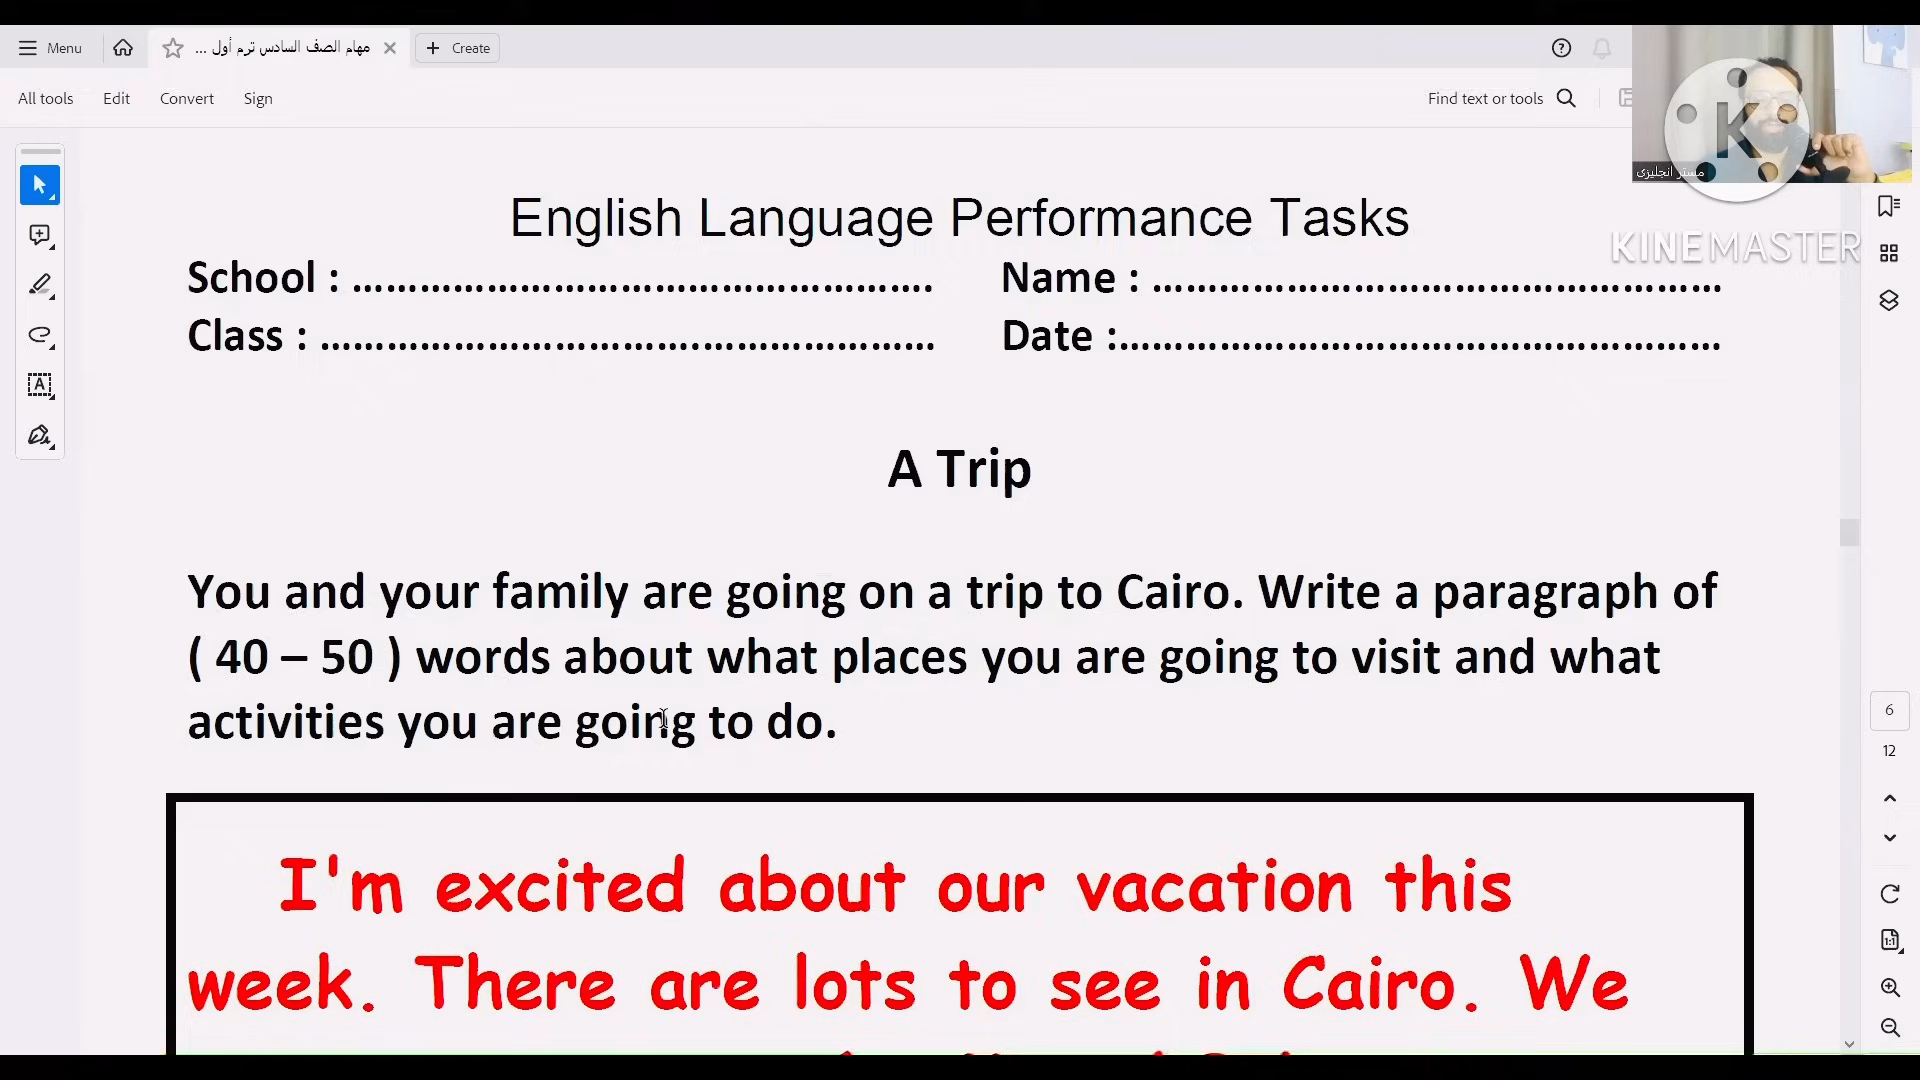 Menu
مهام الصف السادس ترم أول ...
Create
All tools
Edit
Convert
Sign
Find text or tools
مستر انجليزى
K
KINEMASTER
English Language Performance Tasks
School : ……………………………………………. Name : ……………………………………………
Class : ……………………………………………… Date :………………………………………………
A Trip
You and your family are going on a trip to Cairo. Write a paragraph of
( 40 – 50 ) words about what places you are going to visit and what
activities you are going to do.
I'm excited about our vacation this
week. There are lots to see in Cairo. We
6
12